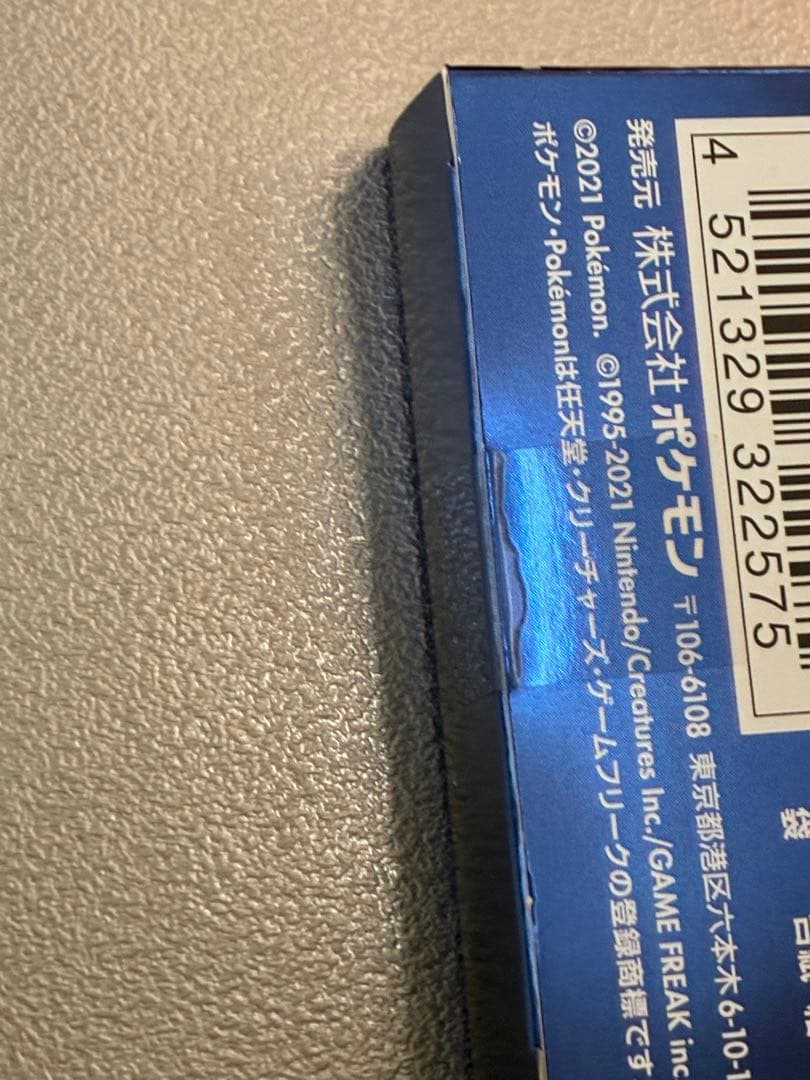 4 521329 322575
発売元 株式会社 ポケモン 〒106-6108 東京都港区六本木 6-10-1
©2021 Pokémon. ©1995-2021 Nintendo/Creatures Inc./GAME FREAK inc.
ポケモン・Pokémonは任天堂・クリーチャーズ・ゲームフリークの登録商標です
袋